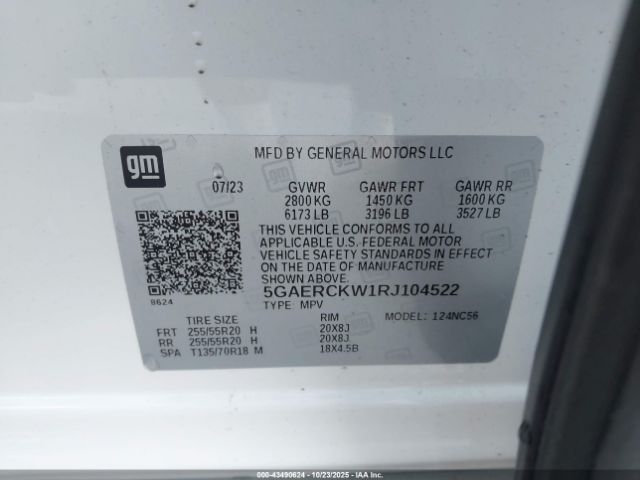 gm
MFD BY GENERAL MOTORS LLC
07/23 GVWR GAWR FRT GAWR RR
2800 KG 1450 KG 1600 KG
6173 LB 3196 LB 3527 LB
THIS VEHICLE CONFORMS TO ALL
APPLICABLE U.S. FEDERAL MOTOR
VEHICLE SAFETY STANDARDS IN
EFFECT ON THE DATE OF MANUFACTURE
SHOWN ABOVE.
5GAERCKW1RJ104522
8624
TYPE: MPV MODEL: 124NC56
TIRE SIZE RIM
FRT 255/55R20 H 20X8J
RR 255/55R20 H 20X8J
SPA T135/70R18 M 18X4.5B
000-43490624 - 10/23/2025 - IAAI.COM